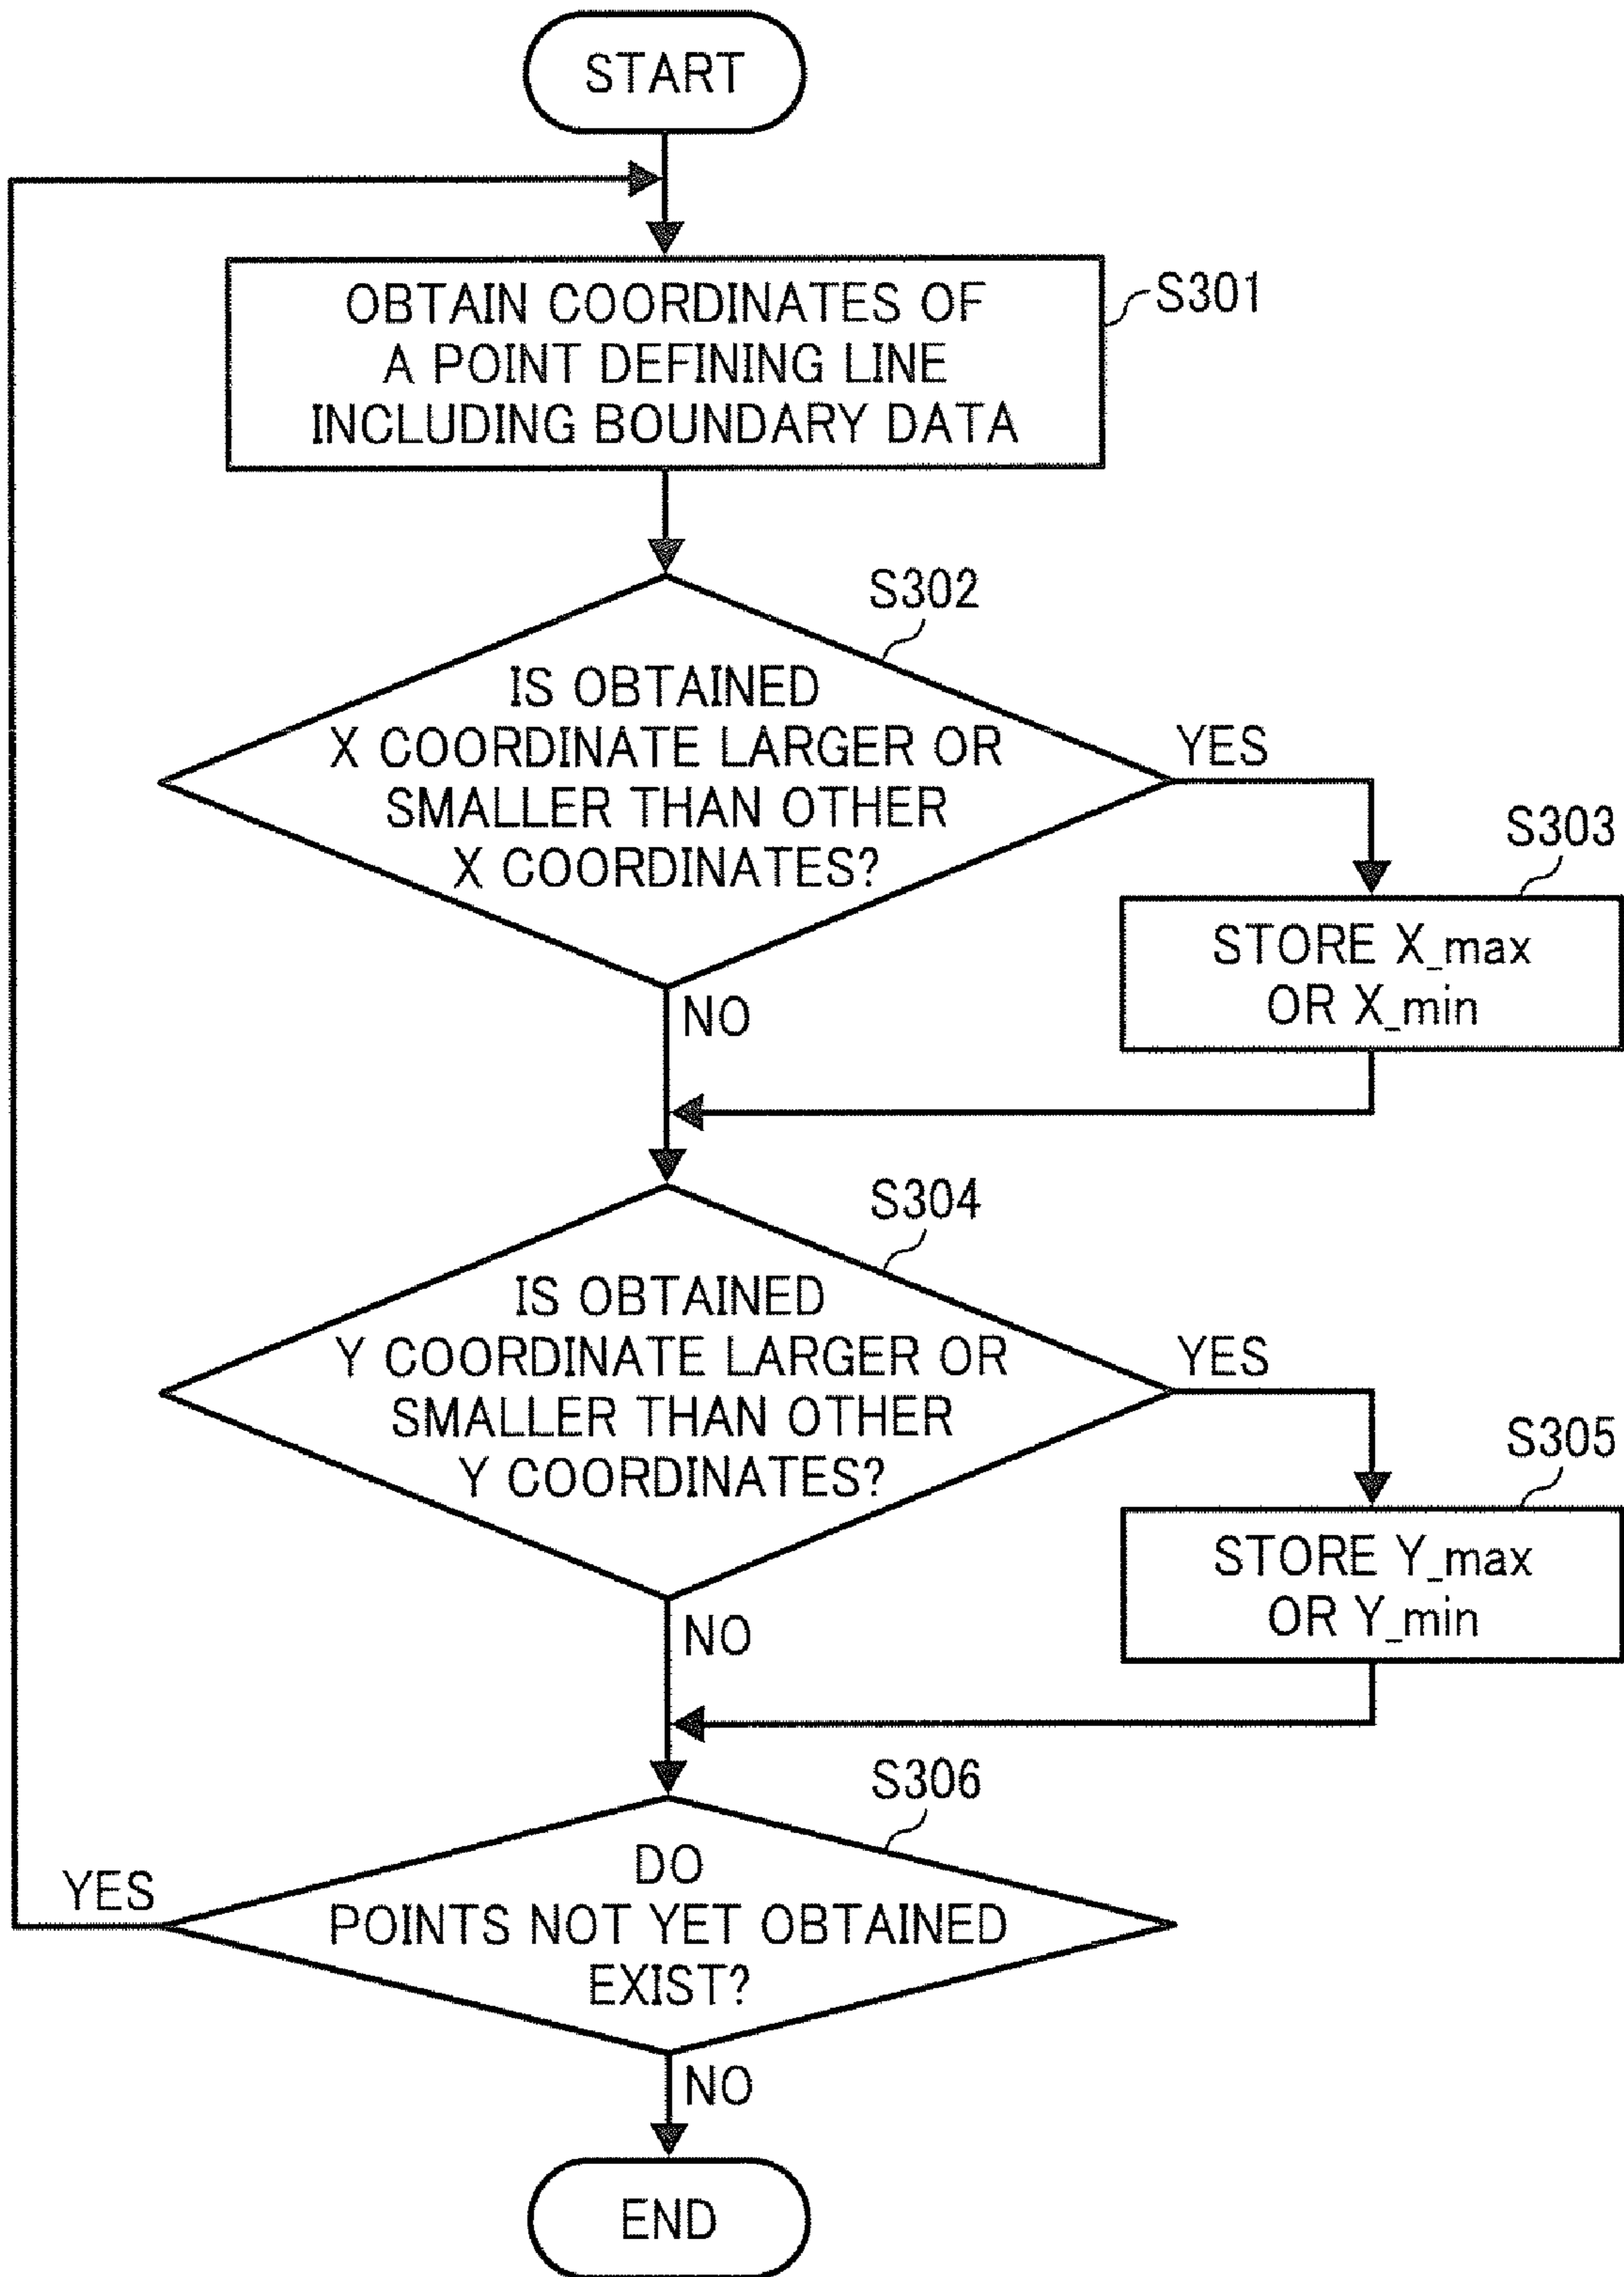 START
OBTAIN COORDINATES OF
A POINT DEFINING LINE
INCLUDING BOUNDARY DATA
S301
S302
IS OBTAINED
X COORDINATE LARGER OR
SMALLER THAN OTHER
X COORDINATES?
YES
S303
STORE X_max
OR X_min
NO
S304
IS OBTAINED
Y COORDINATE LARGER OR
SMALLER THAN OTHER
Y COORDINATES?
YES
S305
STORE Y_max
OR Y_min
NO
S306
DO
POINTS NOT YET OBTAINED
EXIST?
YES
NO
END